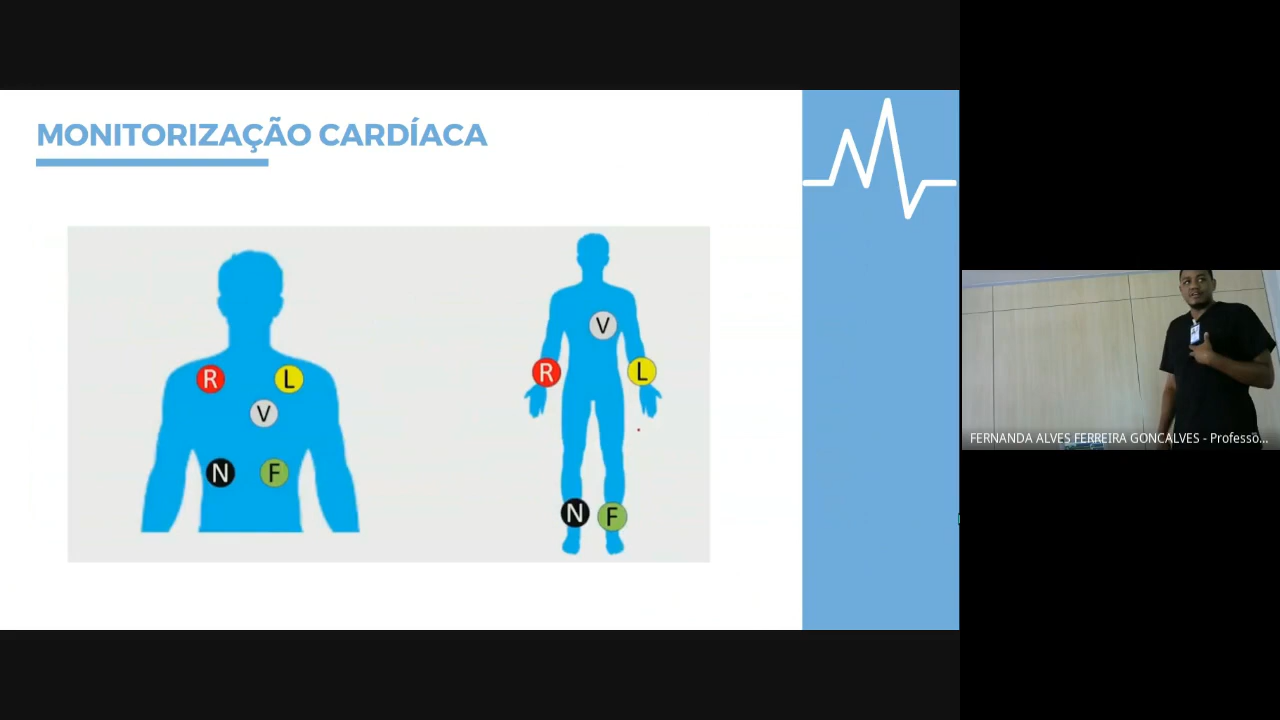 MONITORIZAÇÃO CARDÍACA
R
L
V
N
F
V
R
L
N
F
FERNANDA ALVES FERREIRA GONCALVES - Professo...